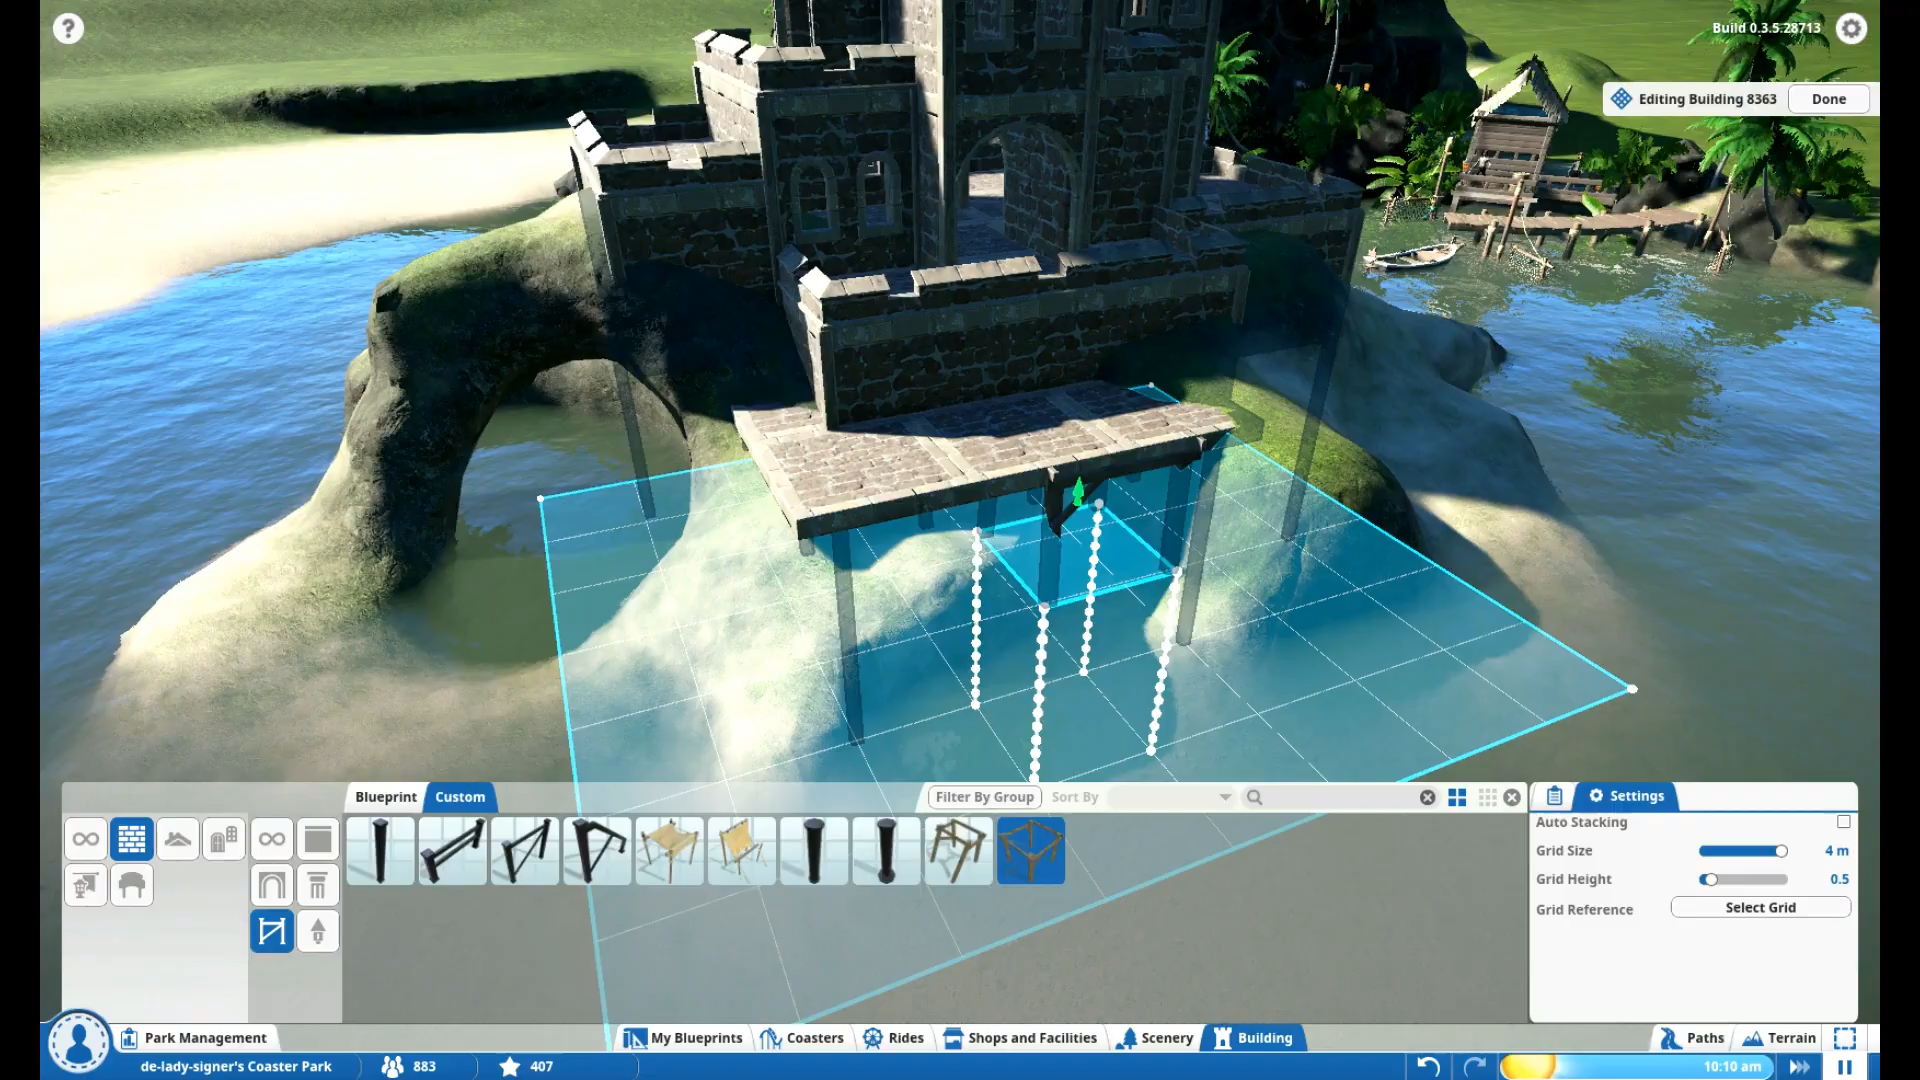 ?
Build 0.3.5.28713
Editing Building 8363
Done
Blueprint
Custom
Filter By Group
Sort By
Settings
Auto Stacking
Grid Size
4 m
Grid Height
0.5
Grid Reference
Select Grid
Park Management
My Blueprints
Coasters
Rides
Shops and Facilities
Scenery
Building
Paths
Terrain
de-lady-signer's Coaster Park
883
407
10:10 am